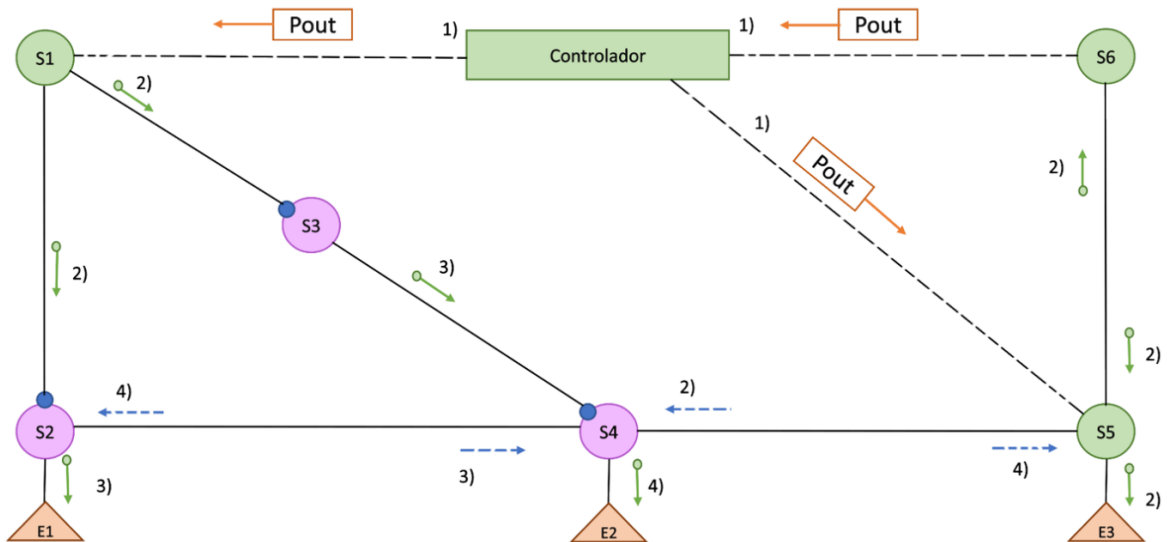 Pout
1)
1)
Pout
S1
Controlador
S6
2)
1)
Pout
2)
S3
2)
3)
4)
2)
2)
S2
S4
S5
3)
4)
3)
4)
2)
E1
E2
E3